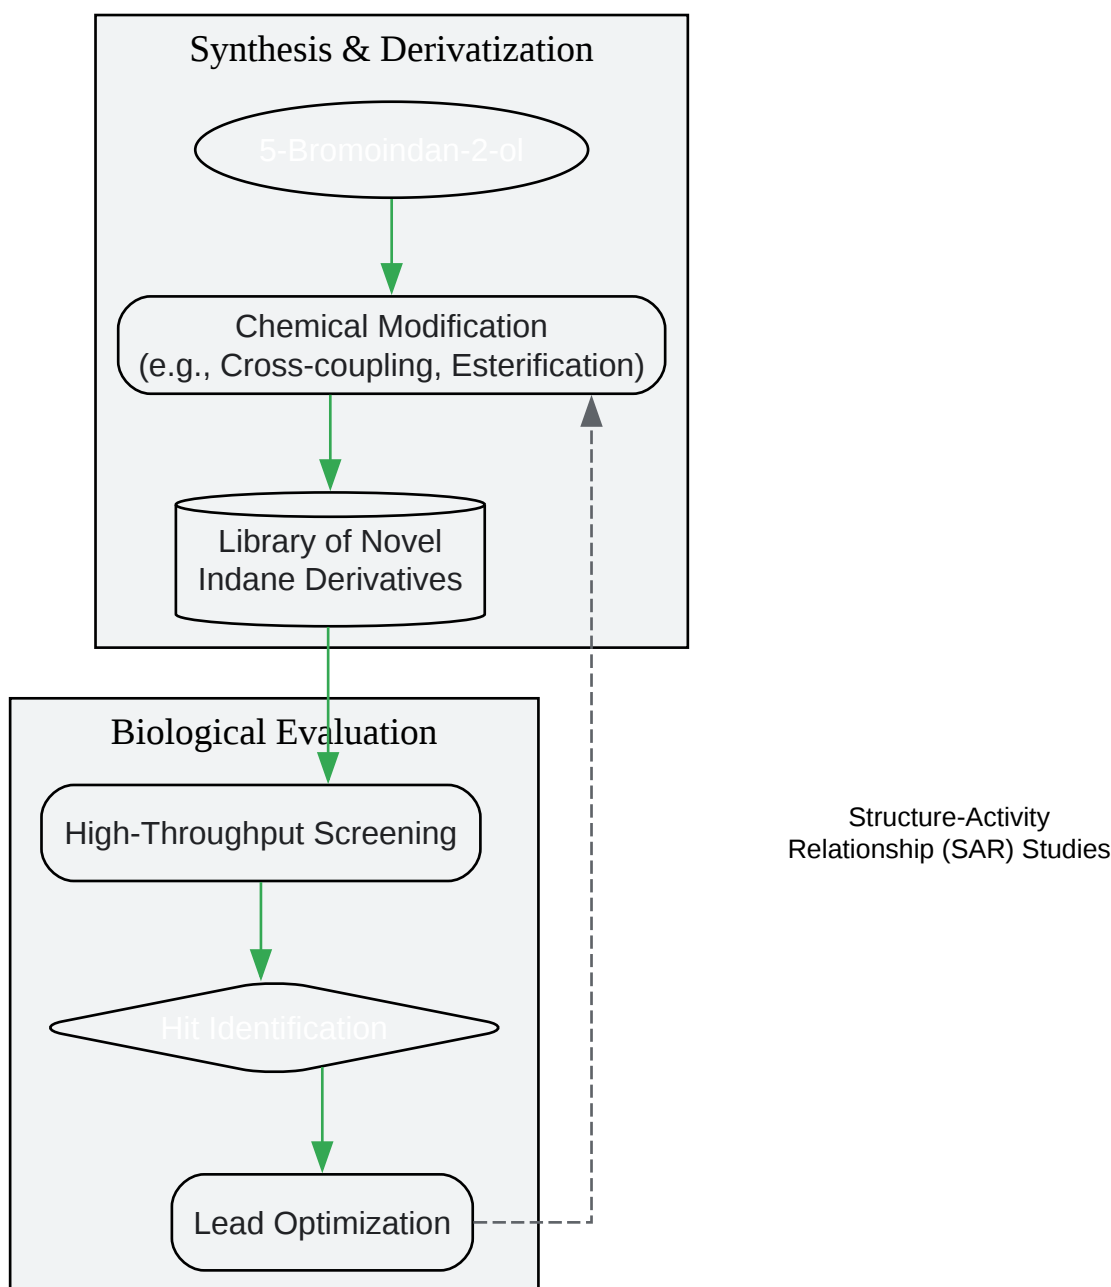 Synthesis & Derivatization
5-Bromoindan-2-ol
Chemical Modification
(e.g., Cross-coupling, Esterification)
Library of Novel
Indane Derivatives
Biological Evaluation
High-Throughput Screening
Structure-Activity
Relationship (SAR) Studies
Hit Identification
Lead Optimization